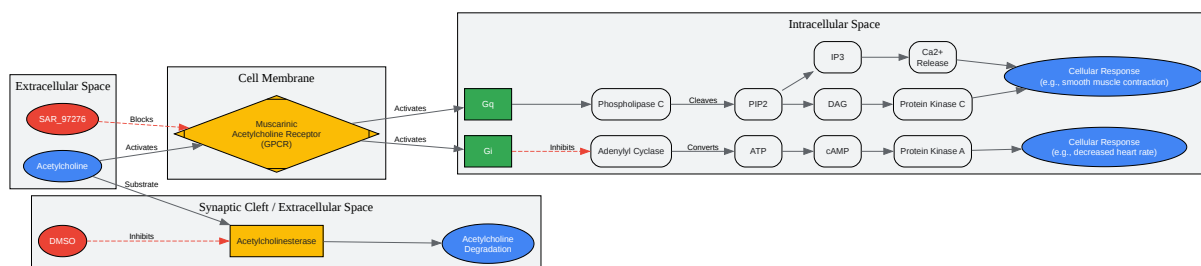 Intracellular Space
Extracellular Space
Cell Membrane
SAR_97276
Blocks
Acetylcholine
Activates
Muscarinic
Acetylcholine Receptor
(GPCR)
Activates
Activates
Gq
Gi
Phospholipase C
Cleaves
PIP2
IP3
Ca2+
Release
DAG
Protein Kinase C
Cellular Response
(e.g., smooth muscle contraction)
Inhibits
Adenylyl Cyclase
Converts
ATP
cAMP
Protein Kinase A
Cellular Response
(e.g., decreased heart rate)
Substrate
Synaptic Cleft / Extracellular Space
DMSO
Inhibits
Acetylcholinesterase
Acetylcholine
Degradation